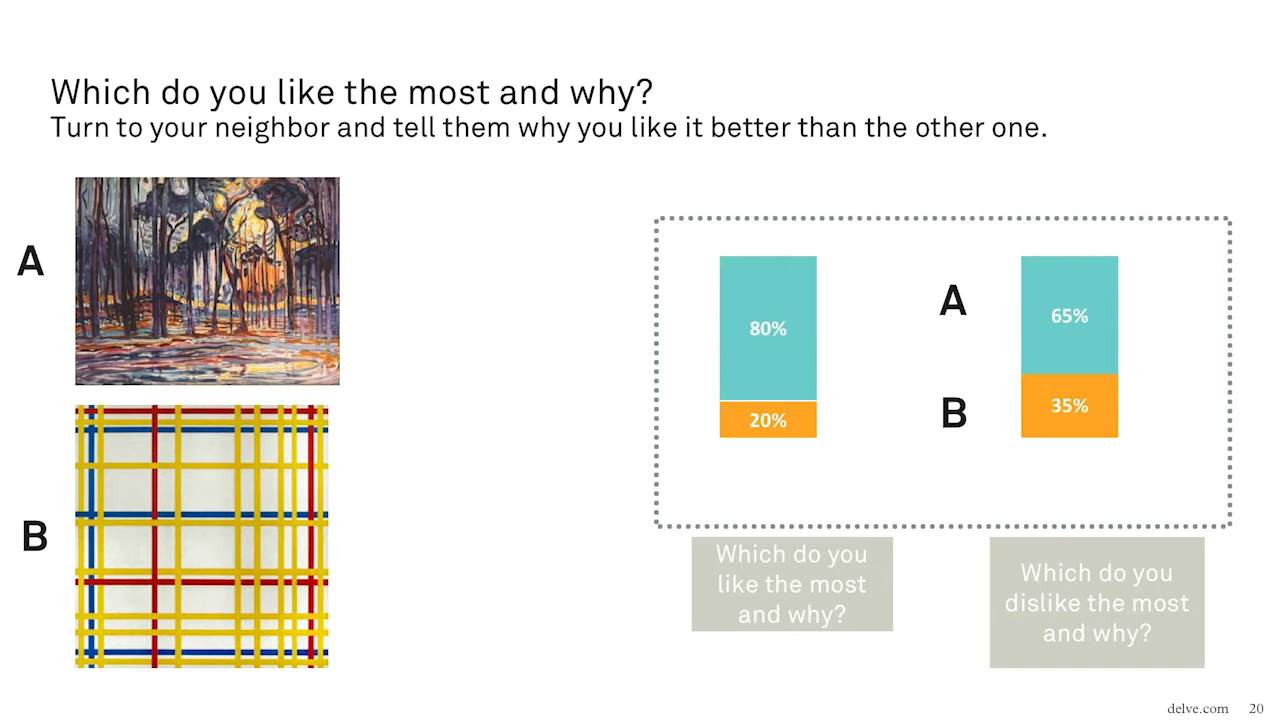 Which do you like the most and why?
Turn to your neighbor and tell them why you like it better than the other one.
A
B
80%
20%
A
B
65%
35%
Which do you
like the most
and why?
Which do you
dislike the most
and why?
delve.com 20